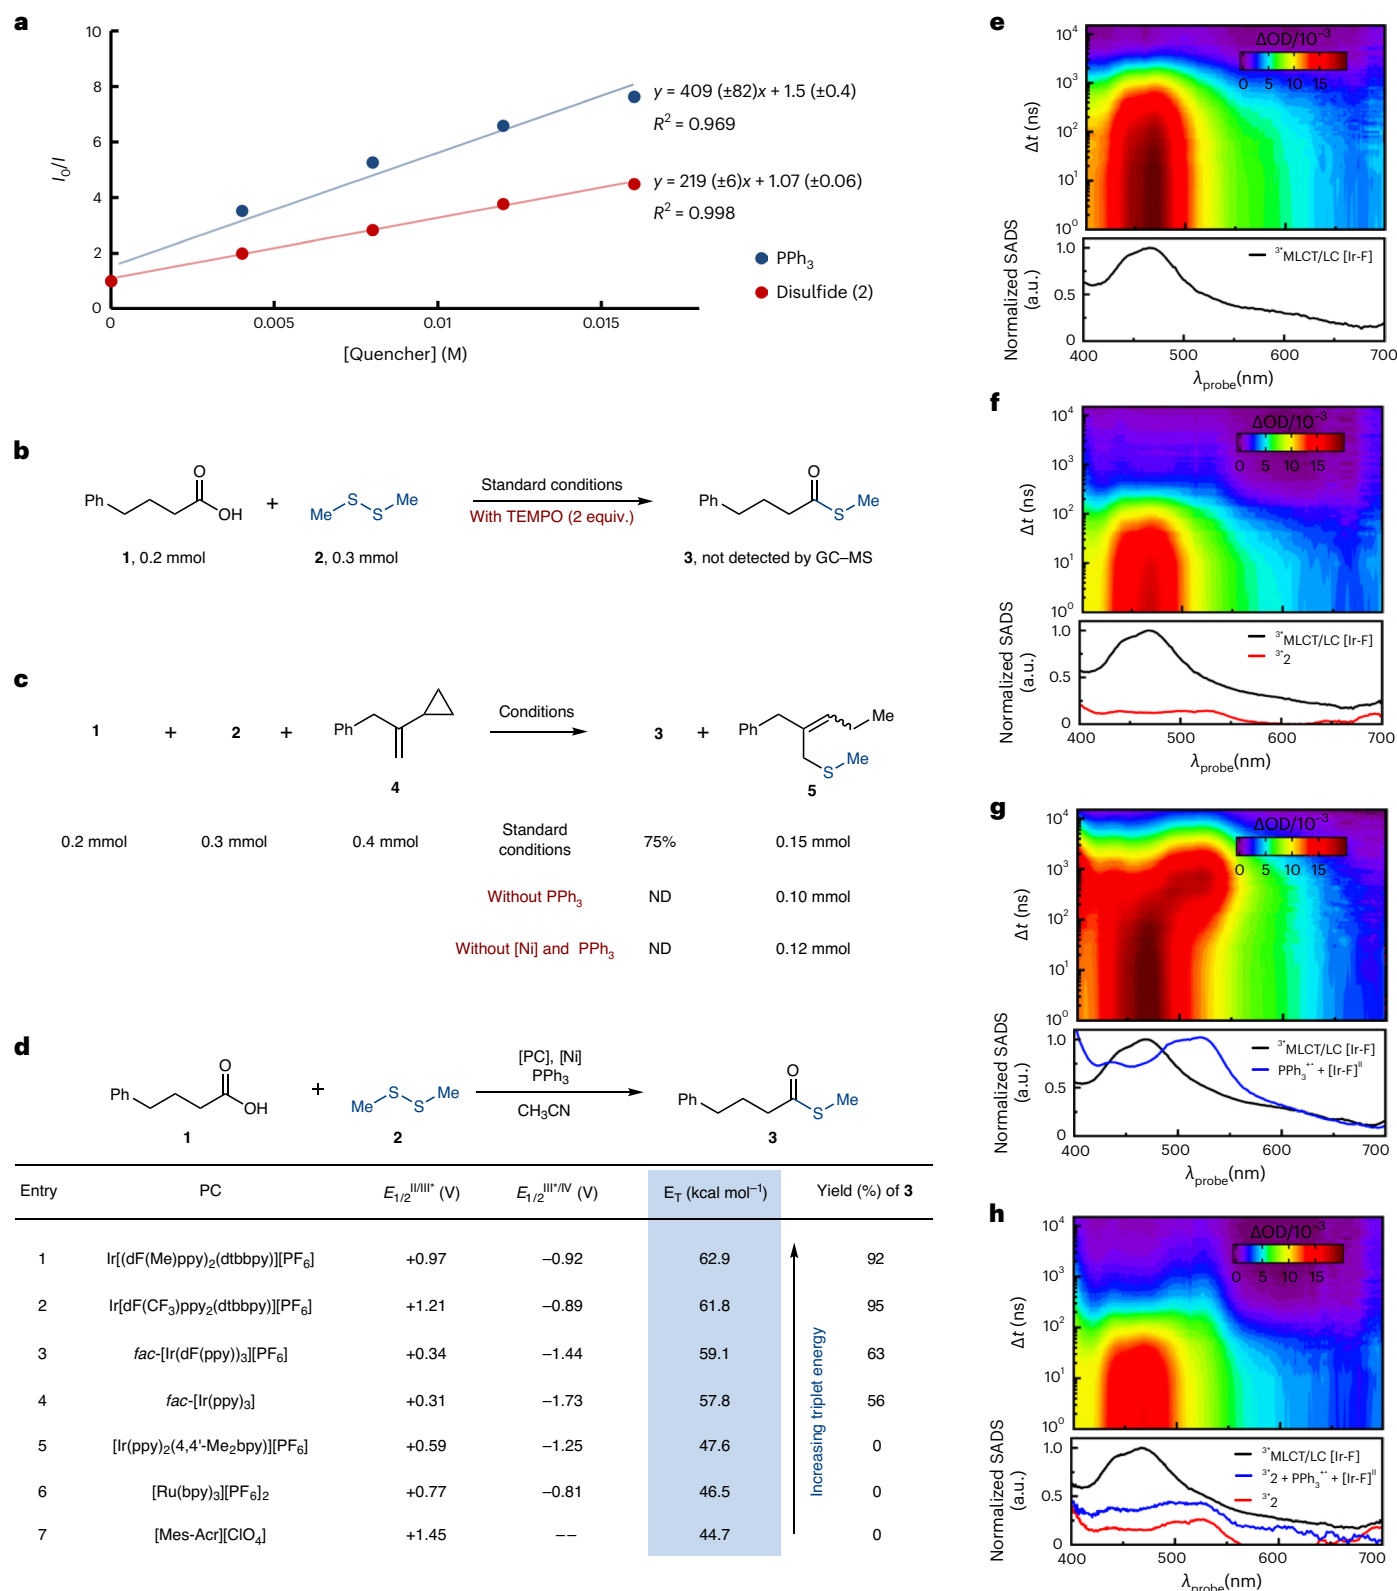 a
10
8
6
4
2
0
I₀/I
0
0.005
0.01
0.015
[Quencher] (M)
y = 409 (±82)x + 1.5 (±0.4)
R² = 0.969
y = 219 (±6)x + 1.07 (±0.06)
R² = 0.998
PPh₃
Disulfide (2)
b
Ph
O
OH
1, 0.2 mmol
+
Me
S
S
Me
2, 0.3 mmol
Standard conditions
With TEMPO (2 equiv.)
Ph
O
S
Me
3, not detected by GC–MS
c
1 + 2 +
Ph
4
Conditions
3 +
Ph
Me
S
Me
5
0.2 mmol 0.3 mmol 0.4 mmol
Standard
conditions
75% 0.15 mmol
Without PPh₃ ND 0.10 mmol
Without [Ni] and PPh₃ ND 0.12 mmol
d
Ph
O
OH
1
+
Me
S
S
Me
2
[PC], [Ni]
PPh₃
CH₃CN
Ph
O
S
Me
3
Entry PC E₁/₂^II/III* (V) E₁/₂^III*/IV (V) E_T (kcal mol⁻¹) Yield (%) of 3
1 Ir[(dF(Me)ppy)₂(dtbbpy)][PF₆] +0.97 −0.92 62.9 92
2 Ir[dF(CF₃)ppy₂(dtbbpy)][PF₆] +1.21 −0.89 61.8 95
3 fac-[Ir(dF(ppy))₃][PF₆] +0.34 −1.44 59.1 63
4 fac-[Ir(ppy)₃] +0.31 −1.73 57.8 56
5 [Ir(ppy)₂(4,4'-Me₂bpy)][PF₆] +0.59 −1.25 47.6 0
6 [Ru(bpy)₃][PF₆]₂ +0.77 −0.81 46.5 0
7 [Mes-Acr][ClO₄] +1.45 −− 44.7 0
Increasing triplet energy
e
ΔOD/10⁻³
0 5 10 15
10⁴
10³
10²
10¹
10⁰
Δt (ns)
Normalized SADS
(a.u.)
1.0
0.5
0
³*MLCT/LC [Ir-F]
400 500 600 700
λprobe(nm)
f
ΔOD/10⁻³
0 5 10 15
10⁴
10³
10²
10¹
10⁰
Δt (ns)
Normalized SADS
(a.u.)
1.0
0.5
0
³*MLCT/LC [Ir-F]
³*2
400 500 600 700
λprobe(nm)
g
ΔOD/10⁻³
0 5 10 15
10⁴
10³
10²
10¹
10⁰
Δt (ns)
Normalized SADS
(a.u.)
1.0
0.5
0
³*MLCT/LC [Ir-F]
PPh₃⁺· + [Ir-F]^II
400 500 600 700
λprobe(nm)
h
ΔOD/10⁻³
0 5 10 15
10⁴
10³
10²
10¹
10⁰
Δt (ns)
Normalized SADS
(a.u.)
1.0
0.5
0
³*MLCT/LC [Ir-F]
³*2 + PPh₃⁺· + [Ir-F]^II
³*2
400 500 600 700
λprobe(nm)